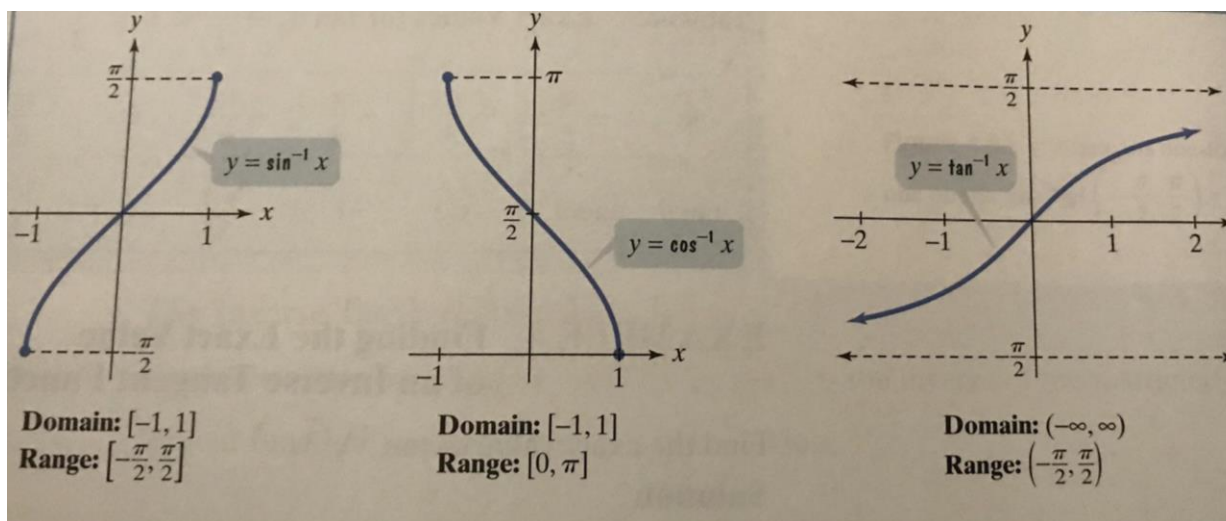 y
π/2
y = sin⁻¹ x
x
−1
1
−π/2
Domain: [−1, 1]
Range: [−π/2, π/2]
y
π
π/2
y = cos⁻¹ x
x
−1
1
Domain: [−1, 1]
Range: [0, π]
y
π/2
y = tan⁻¹ x
−2
−1
1
2
−π/2
Domain: (−∞, ∞)
Range: (−π/2, π/2)